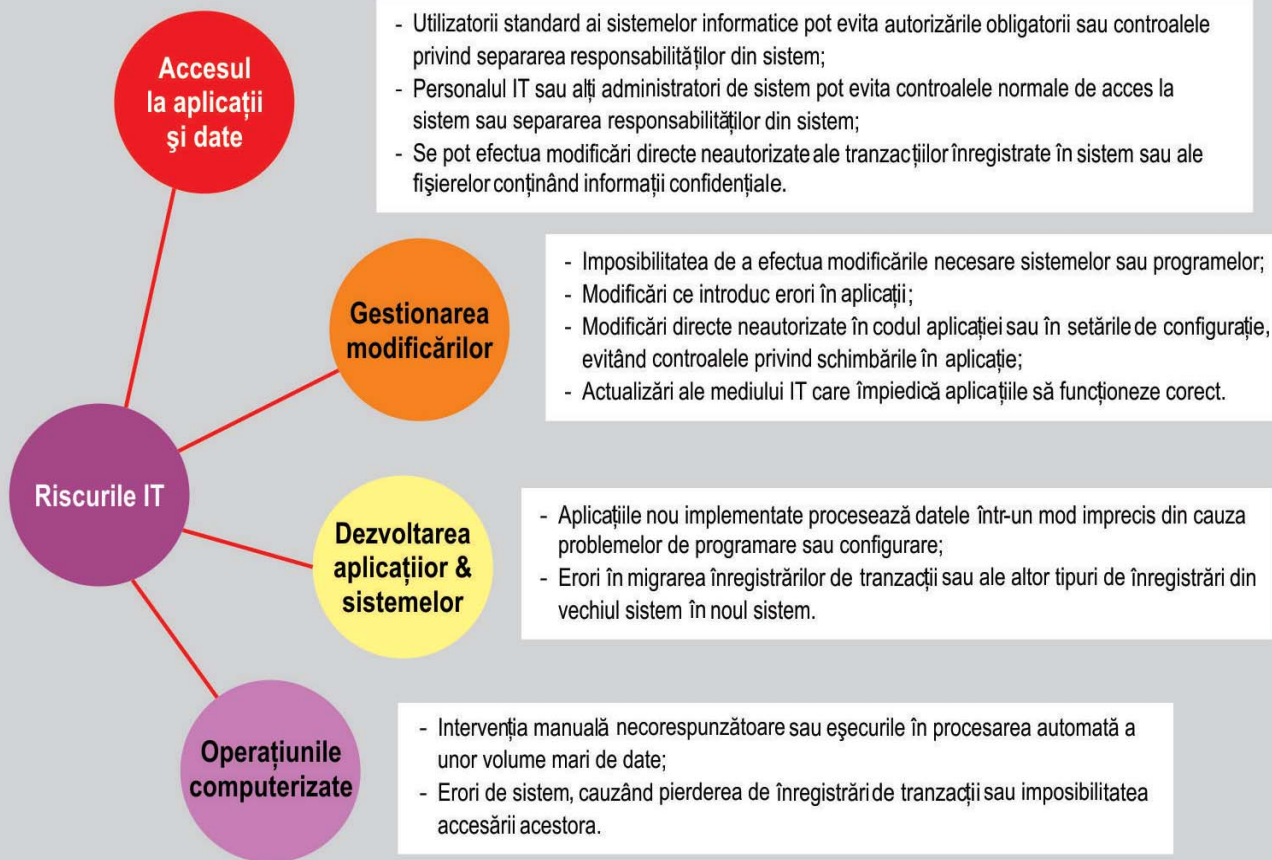 Accesul
la aplicații
și date
- Utilizatorii standard ai sistemelor informatice pot evita autorizările obligatorii sau controalele
privind separarea responsabilităților din sistem;
- Personalul IT sau alți administratori de sistem pot evita controalele normale de acces la
sistem sau separarea responsabilităților din sistem;
- Se pot efectua modificări directe neautorizate ale tranzacțiilor înregistrate în sistem sau ale
fişierelor conținând informații confidențiale.
Gestionarea
modificărilor
- Imposibilitatea de a efectua modificările necesare sistemelor sau programelor;
- Modificări ce introduc erori în aplicații;
- Modificări directe neautorizate în codul aplicației sau în setările de configurație,
evitând controalele privind schimbările în aplicație;
- Actualizări ale mediului IT care împiedică aplicațiile să funcționeze corect.
Riscurile IT
Dezvoltarea
aplicațiior &
sistemelor
- Aplicațiile nou implementate procesează datele într-un mod imprecis din cauza
problemelor de programare sau configurare;
- Erori în migrarea înregistrărilor de tranzacții sau ale altor tipuri de înregistrări din
vechiul sistem în noul sistem.
Operațiunile
computerizate
- Intervenția manuală necorespunzătoare sau eşecurile în procesarea automată a
unor volume mari de date;
- Erori de sistem, cauzând pierderea de înregistrări de tranzacții sau imposibilitatea
accesării acestora.